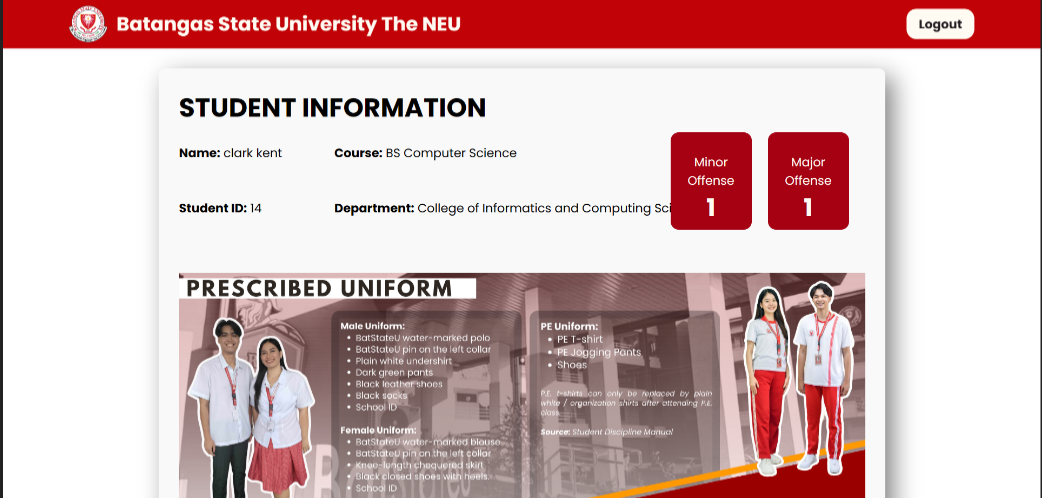 Batangas State University The NEU
Logout
STUDENT INFORMATION
Name: clark kent
Course: BS Computer Science
Student ID: 14
Department: College of Informatics and Computing Sci
Minor
Offense
1
Major
Offense
1
PRESCRIBED UNIFORM
Male Uniform:
• BatStateU water-marked polo
• BatStateU pin on the left collar
• Plain white undershirt
• Dark green pants
• Black leather shoes
• Black socks
• School ID
Female Uniform:
• BatStateU water-marked blouse
• BatStateU pin on the left collar
• Knee-length chequered skirt
• Black closed shoes with heels.
• School ID
PE Uniform:
• PE T-shirt
• PE Jogging Pants
• Shoes
P.E. t-shirts can only be replaced by plain
white / organization shirts after attending P.E.
class.
Source: Student Discipline Manual